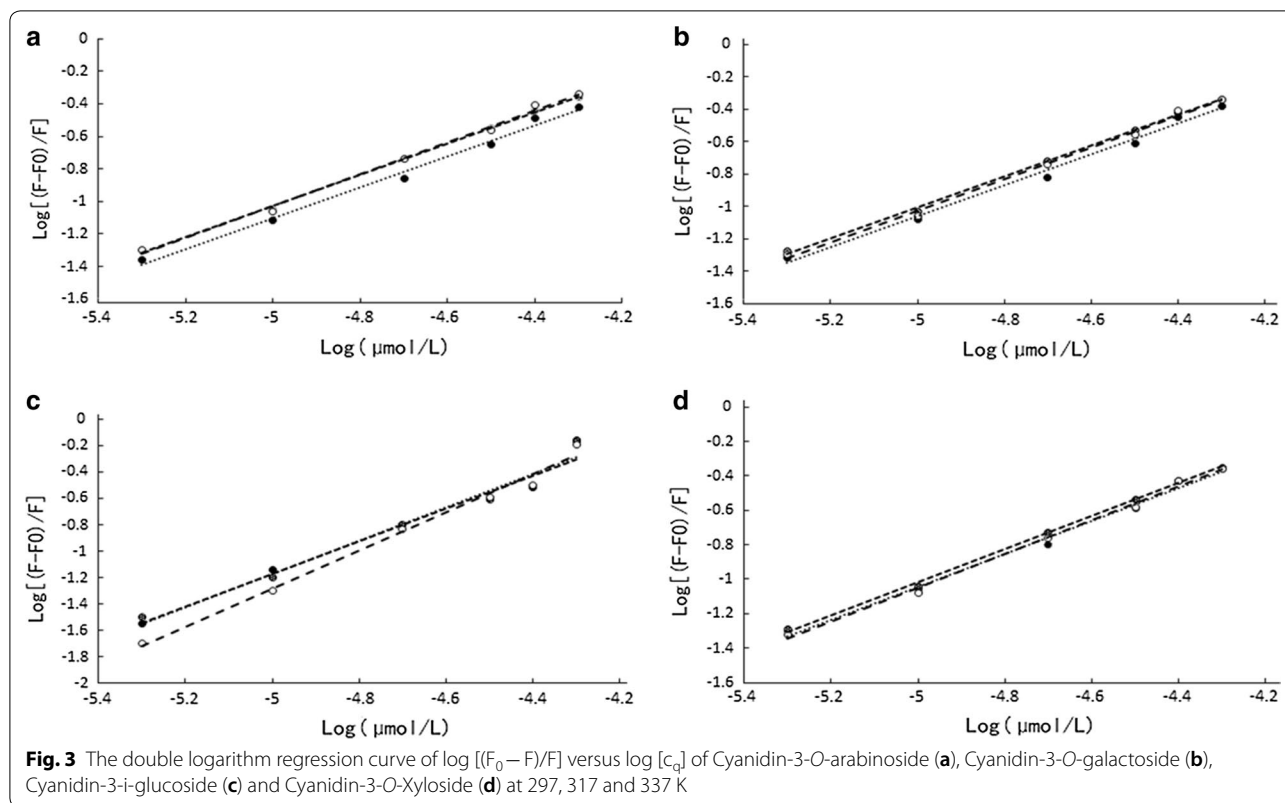 a
0
-0.2
-0.4
-0.6
-0.8
-1
-1.2
-1.4
-1.6
-5.4 -5.2 -5 -4.8 -4.6 -4.4 -4.2
Log[(F-F0)/F]
Log(μmol/L)
b
0
-0.2
-0.4
-0.6
-0.8
-1
-1.2
-1.4
-1.6
-5.4 -5.2 -5 -4.8 -4.6 -4.4 -4.2
Log[(F-F0)/F]
Log(μmol/L)
c
0
-0.2
-0.4
-0.6
-0.8
-1
-1.2
-1.4
-1.6
-1.8
-2
-5.4 -5.2 -5 -4.8 -4.6 -4.4 -4.2
Log[(F-F0)/F]
Log(μmol/L)
d
0
-0.2
-0.4
-0.6
-0.8
-1
-1.2
-1.4
-1.6
-5.4 -5.2 -5 -4.8 -4.6 -4.4 -4.2
Log[(F-F0)/F]
Log(μmol/L)
Fig. 3 The double logarithm regression curve of log [(F₀−F)/F] versus log [c_q] of Cyanidin-3-O-arabinoside (a), Cyanidin-3-O-galactoside (b),
Cyanidin-3-i-glucoside (c) and Cyanidin-3-O-Xyloside (d) at 297, 317 and 337 K